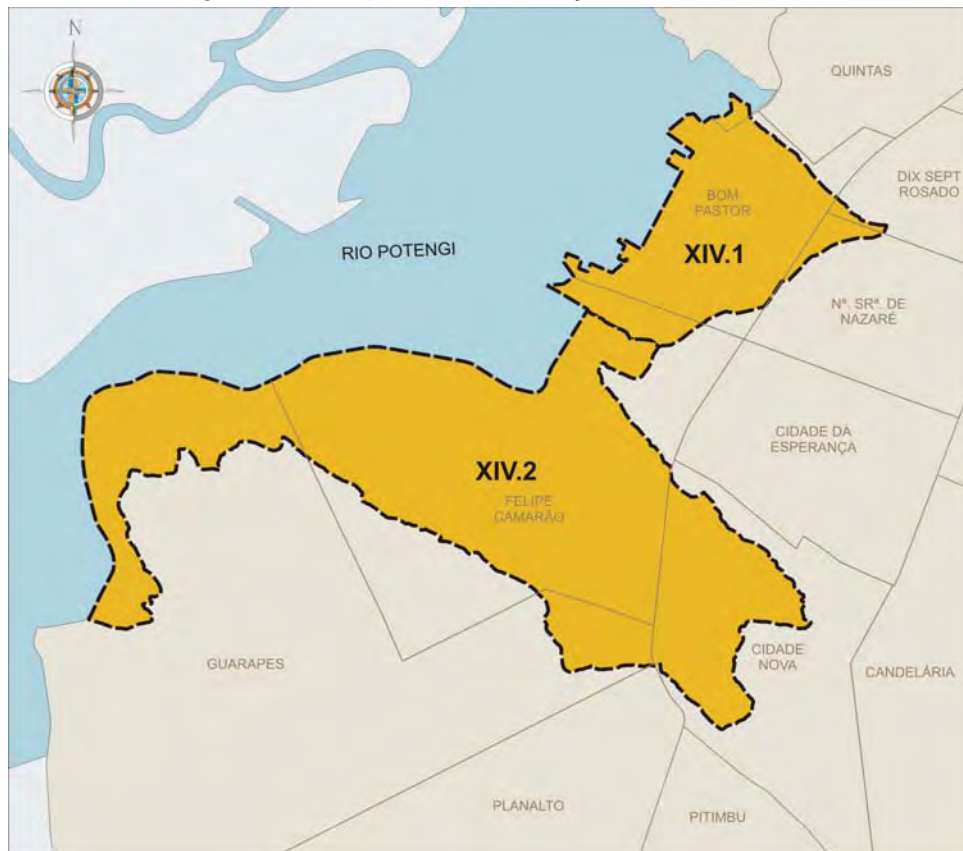 N
QUINTAS
DIX SEPT
ROSADO
BOM
PASTOR
XIV.1
RIO POTENGI
Nª. SRª. DE
NAZARÉ
CIDADE DA
ESPERANÇA
XIV.2
FELIPE
CAMARÃO
GUARAPES
CIDADE
NOVA
CANDELÁRIA
PLANALTO
PITIMBU